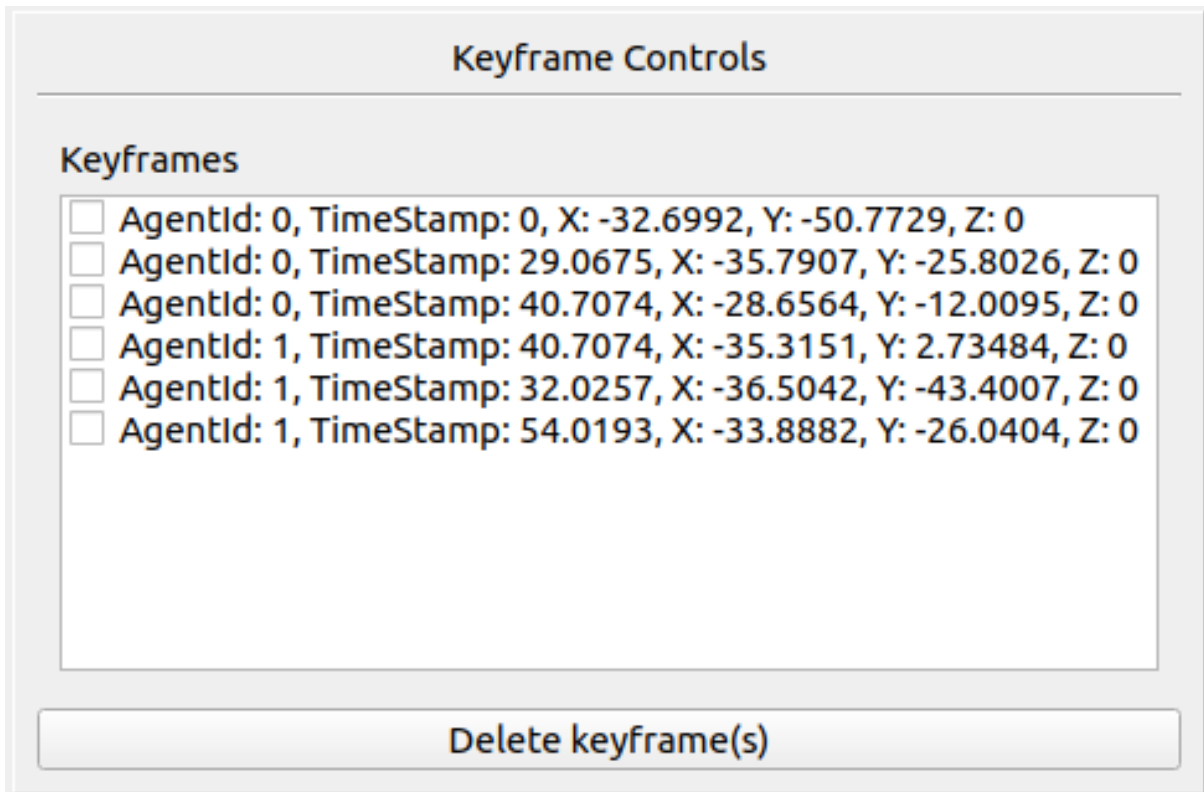 Keyframe Controls
Keyframes
AgentId: 0, TimeStamp: 0, X: -32.6992, Y: -50.7729, Z: 0
AgentId: 0, TimeStamp: 29.0675, X: -35.7907, Y: -25.8026, Z: 0
AgentId: 0, TimeStamp: 40.7074, X: -28.6564, Y: -12.0095, Z: 0
AgentId: 1, TimeStamp: 40.7074, X: -35.3151, Y: 2.73484, Z: 0
AgentId: 1, TimeStamp: 32.0257, X: -36.5042, Y: -43.4007, Z: 0
AgentId: 1, TimeStamp: 54.0193, X: -33.8882, Y: -26.0404, Z: 0
Delete keyframe(s)